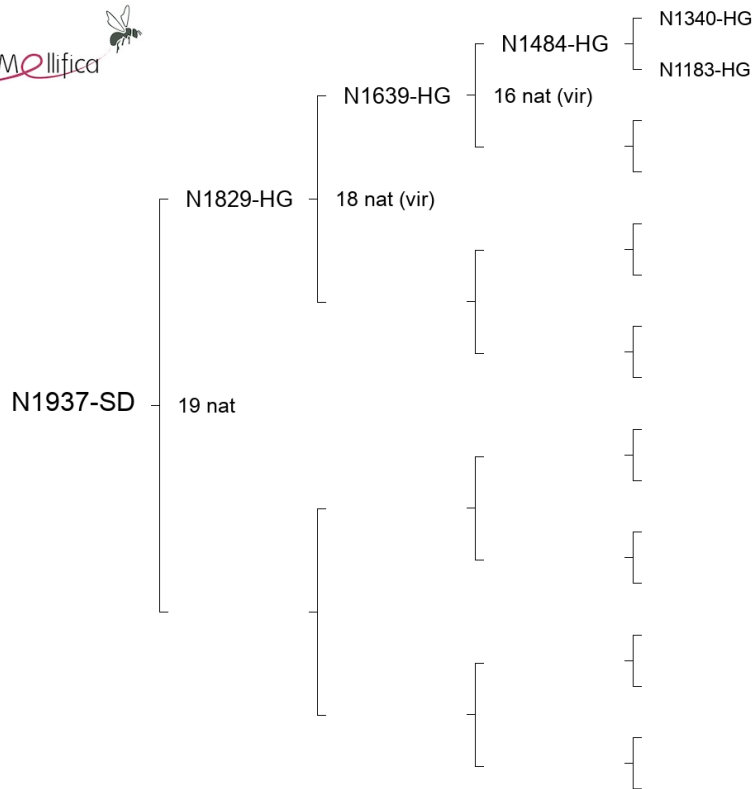 Mellifica
N1340-HG
N1484-HG
N1183-HG
N1639-HG
16 nat (vir)
N1829-HG
18 nat (vir)
N1937-SD
19 nat